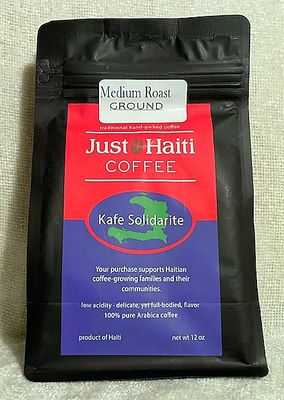 Medium Roast
GROUND
traditional hand-picked coffee
Just Haiti
COFFEE
Kafe Solidarite
Your purchase supports Haitian
coffee-growing families and their
communities.
low acidity - delicate, yet full-bodied, flavor
100% pure Arabica coffee
product of Haiti net wt 12 oz